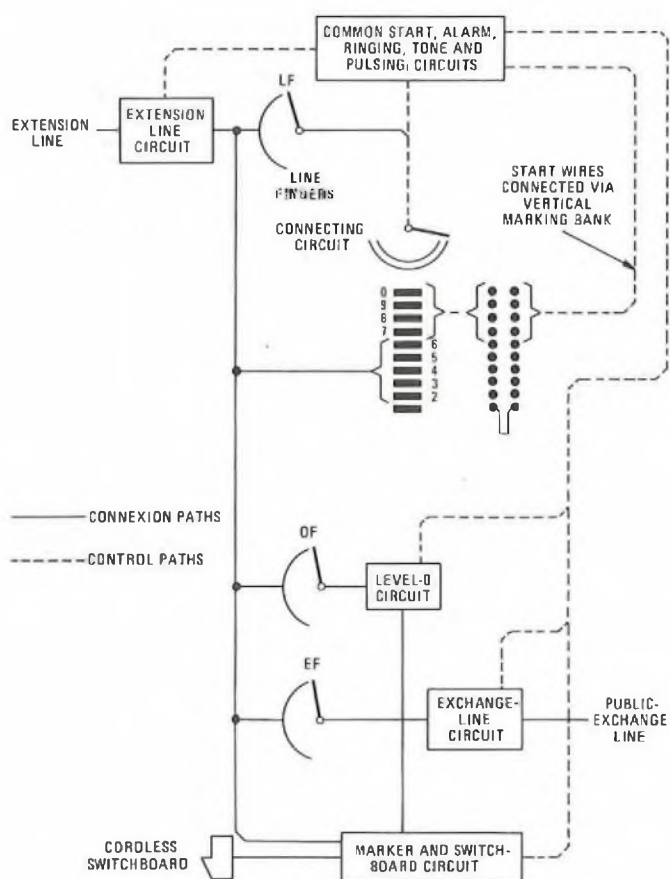 COMMON START, ALARM,
RINGING, TONE AND
PULSING, CIRCUITS
LF
EXTENSION
LINE
EXTENSION
LINE
CIRCUIT
LINE
FINDERS
CONNECTING
CIRCUIT
START WIRES
CONNECTED VIA
VERTICAL
MARKING BANK
0
9
8
7
6
5
4
3
2
CONNEXION PATHS
CONTROL PATHS
OF
LEVEL-0
CIRCUIT
EF
EXCHANGE-
LINE
CIRCUIT
PUBLIC-
EXCHANGE
LINE
CORDLESS
SWITCHBOARD
MARKER AND SWITCH-
BOARD CIRCUIT